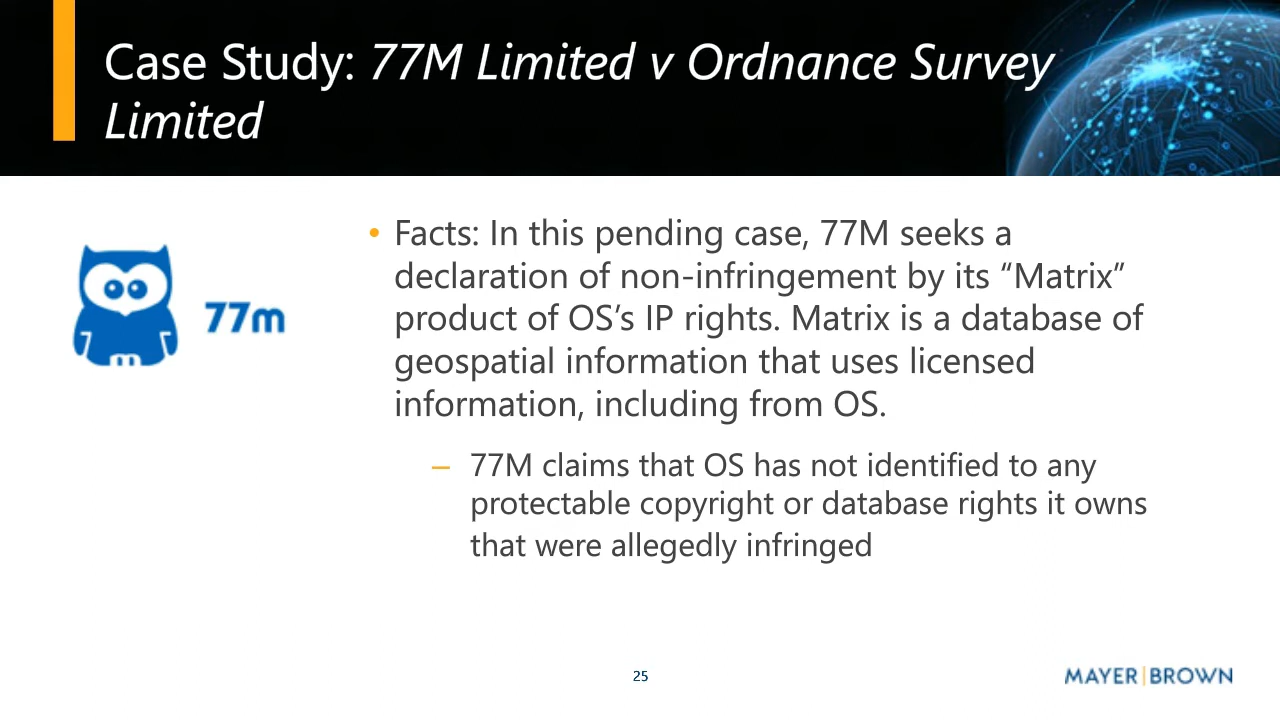 Case Study: 77M Limited v Ordnance Survey
Limited
77m
• Facts: In this pending case, 77M seeks a
declaration of non-infringement by its “Matrix”
product of OS’s IP rights. Matrix is a database of
geospatial information that uses licensed
information, including from OS.
– 77M claims that OS has not identified to any
protectable copyright or database rights it owns
that were allegedly infringed
25
MAYER|BROWN